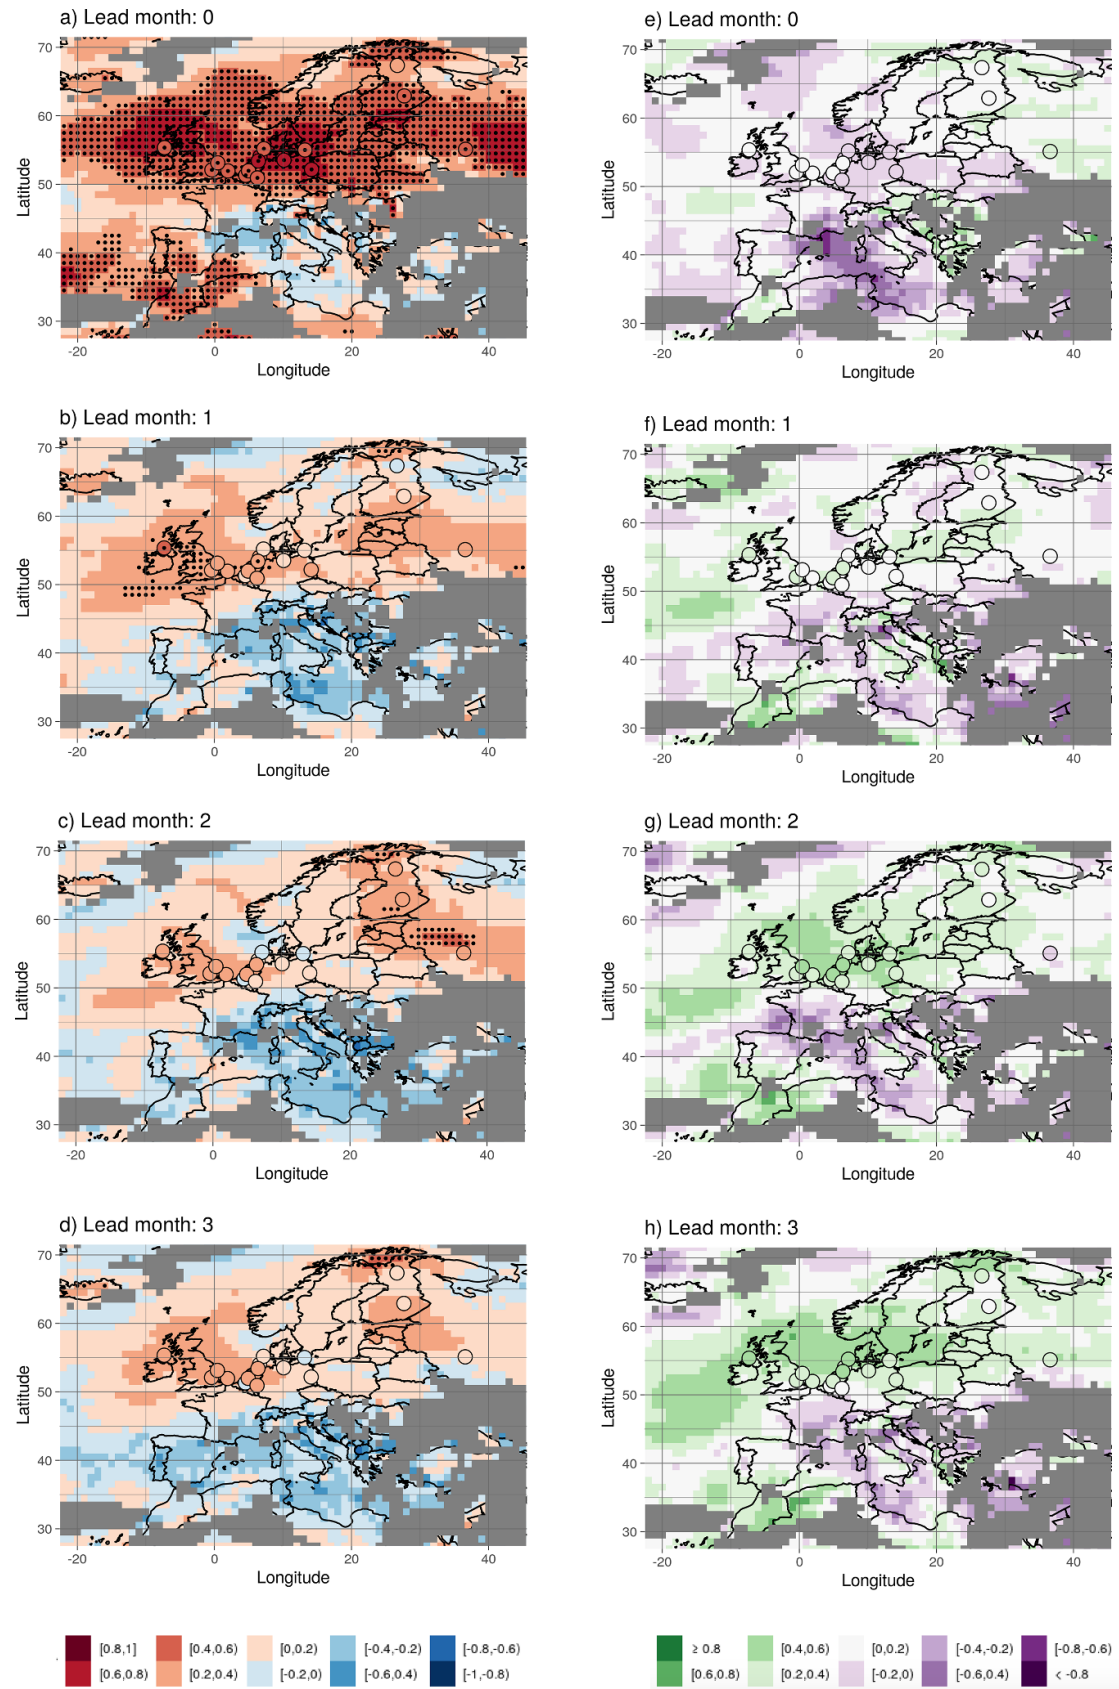 a) Lead month: 0
70
60
50
40
30
Latitude
-20 0 20 40
Longitude
e) Lead month: 0
70
60
50
40
30
Latitude
-20 0 20 40
Longitude
b) Lead month: 1
70
60
50
40
30
Latitude
-20 0 20 40
Longitude
f) Lead month: 1
70
60
50
40
30
Latitude
-20 0 20 40
Longitude
c) Lead month: 2
70
60
50
40
30
Latitude
-20 0 20 40
Longitude
g) Lead month: 2
70
60
50
40
30
Latitude
-20 0 20 40
Longitude
d) Lead month: 3
70
60
50
40
30
Latitude
-20 0 20 40
Longitude
h) Lead month: 3
70
60
50
40
30
Latitude
-20 0 20 40
Longitude
[0.8,1] [0.4,0.6) [0,0.2) [-0.4,-0.2) [-0.8,-0.6)
[0.6,0.8) [0.2,0.4) [-0.2,0) [-0.6,0.4) [-1,-0.8)
≥ 0.8 [0.4,0.6) [0,0.2) [-0.4,-0.2) [-0.8,-0.6)
[0.6,0.8) [0.2,0.4) [-0.2,0) [-0.6,0.4) < -0.8